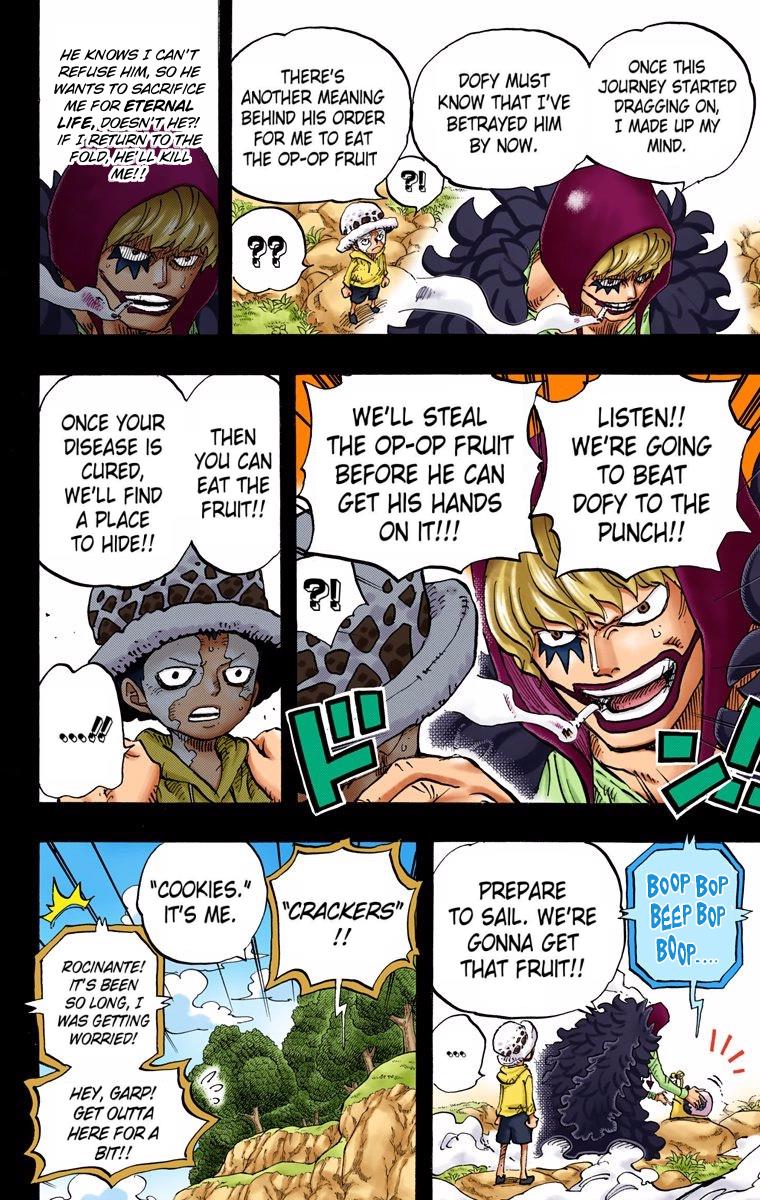 ONCE THIS
JOURNEY STARTED
DRAGGING ON,
I MADE UP MY
MIND.
DOFY MUST
KNOW THAT I'VE
BETRAYED HIM
BY NOW.
?!
THERE'S
ANOTHER MEANING
BEHIND HIS ORDER
FOR ME TO EAT
THE OP-OP FRUIT
??
HE KNOWS I CAN'T
REFUSE HIM, SO HE
WANTS TO SACRIFICE
ME FOR ETERNAL
LIFE, DOESN'T HE?!
IF I RETURN TO THE
FOLD, HE'LL KILL
ME!!
LISTEN!!
WE'RE GOING
TO BEAT
DOFY TO THE
PUNCH!!
WE'LL STEAL
THE OP-OP FRUIT
BEFORE HE CAN
GET HIS HANDS
ON IT!!!
?!
ドンッ
THEN
YOU CAN
EAT THE
FRUIT!!
ONCE YOUR
DISEASE IS
CURED,
WE'LL FIND
A PLACE
TO HIDE!!
....!!
BOOP BOP
BEEP BOP
BOOP....
PREPARE
TO SAIL. WE'RE
GONNA GET
THAT FRUIT!!
...
"CRACKERS"
!!
"COOKIES."
IT'S ME.
ROCINANTE!
IT'S BEEN
SO LONG, I
WAS GETTING
WORRIED!
HEY, GARP!
GET OUTTA
HERE FOR A
BIT!!